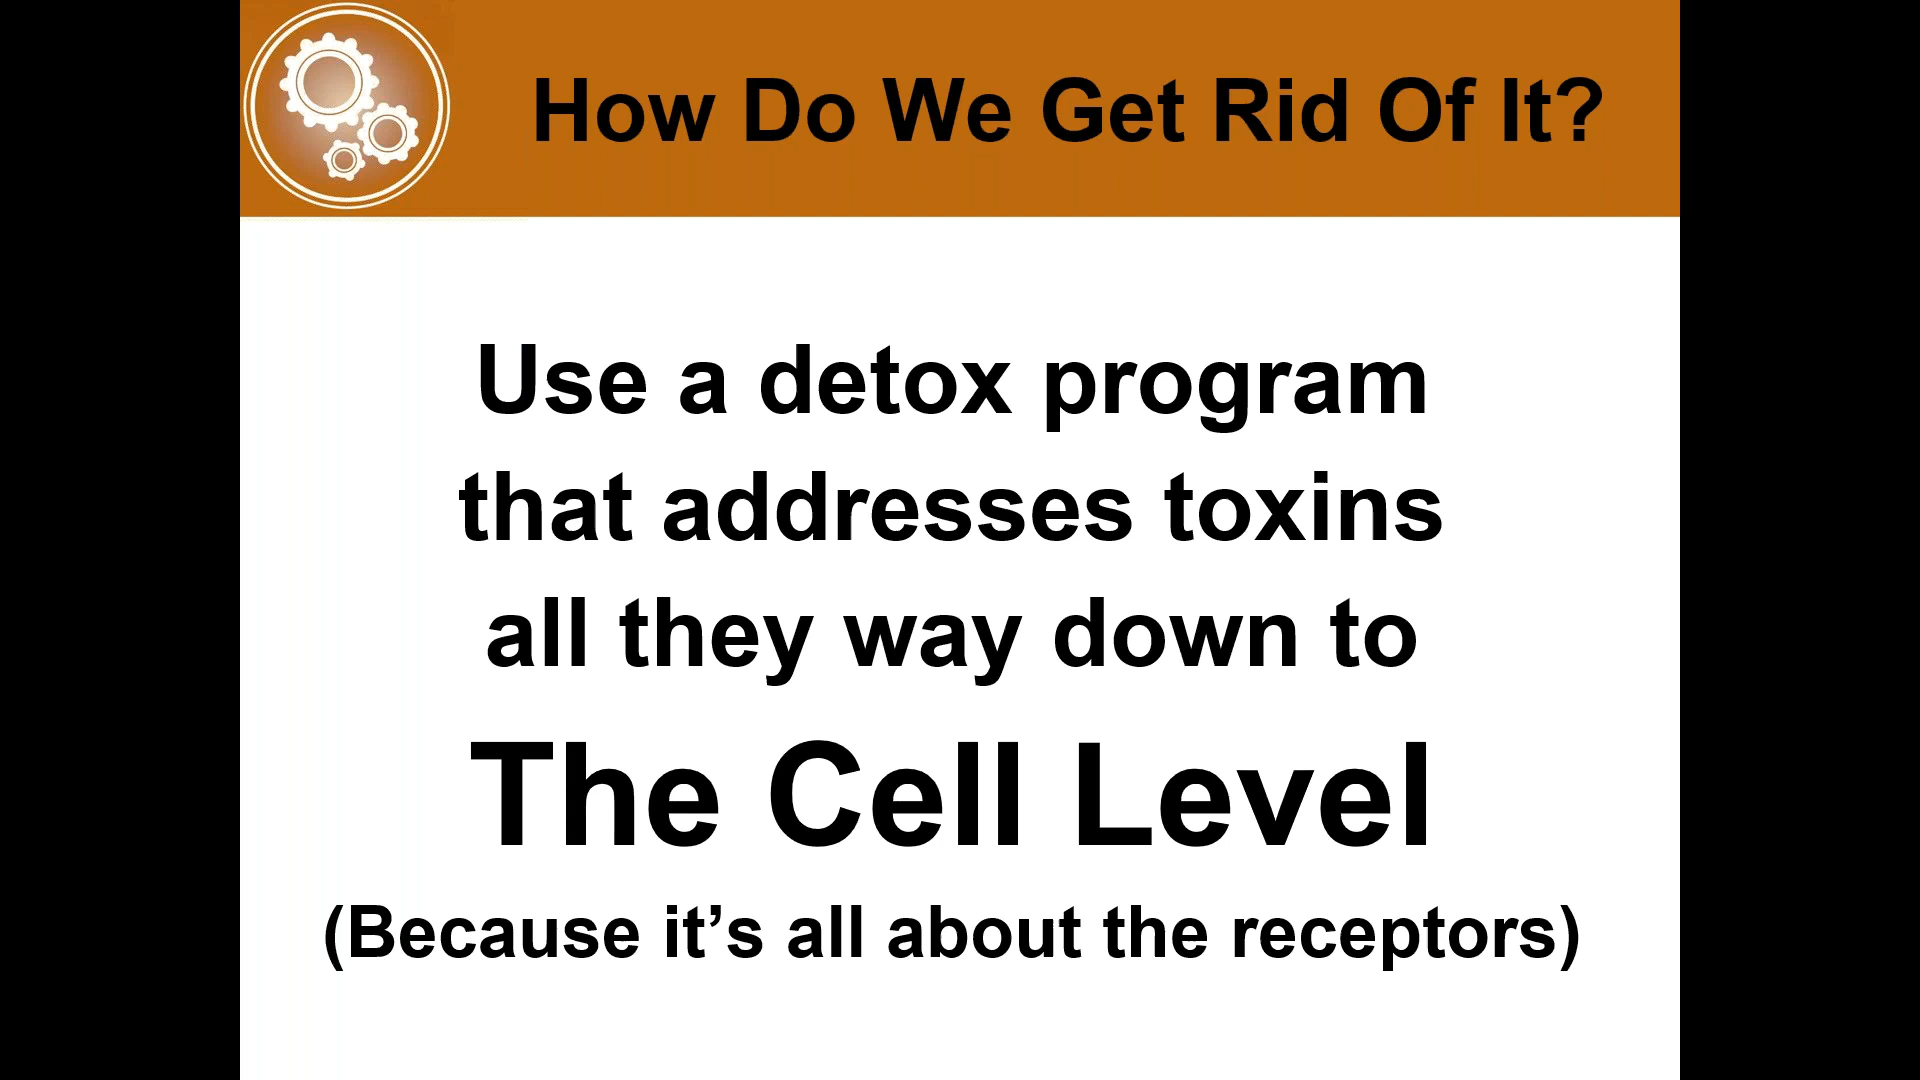 How Do We Get Rid Of It?
Use a detox program
that addresses toxins
all they way down to
The Cell Level
(Because it’s all about the receptors)